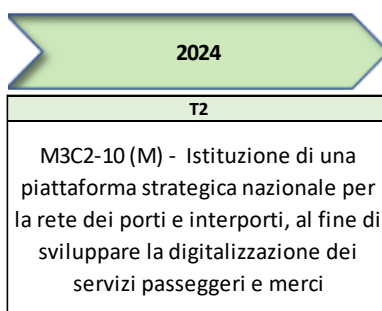 2024
T2
M3C2-10 (M) - Istituzione di una
piattaforma strategica nazionale per
la rete dei porti e interporti, al fine di
sviluppare la digitalizzazione dei
servizi passeggeri e merci